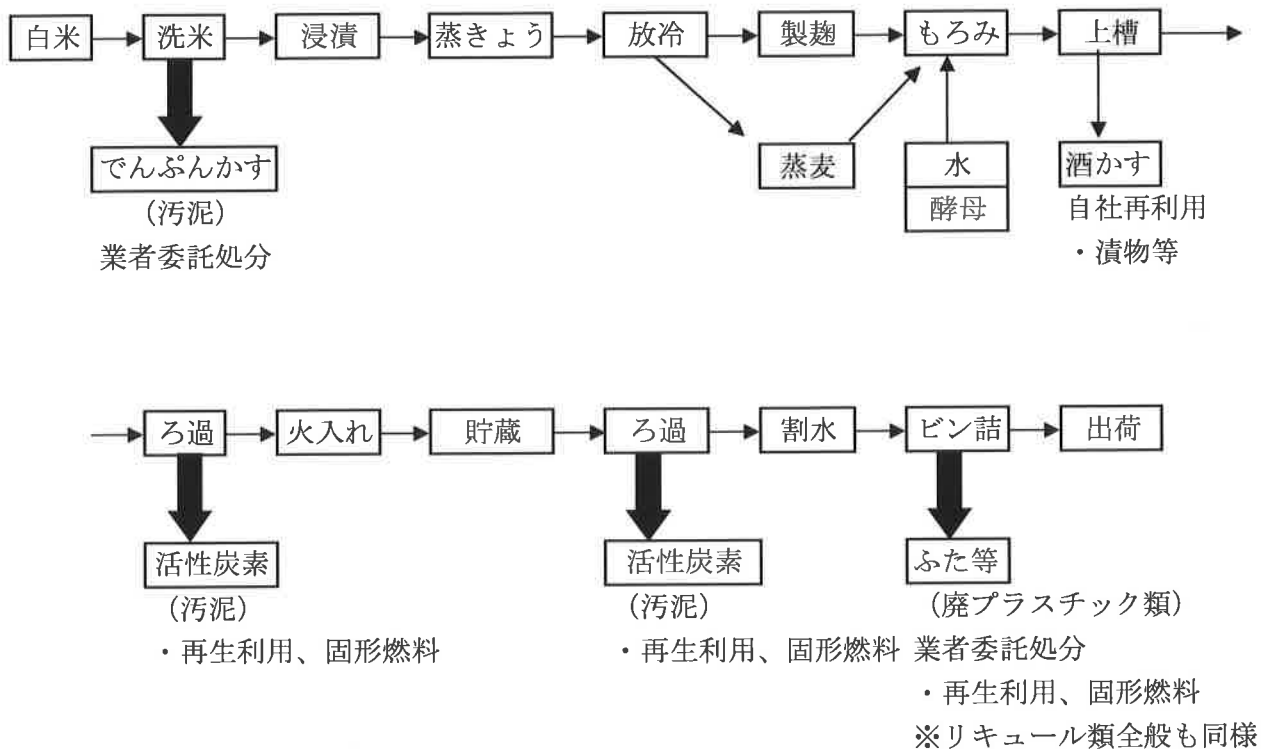 白米 洗米 浸漬 蒸きょう 放冷 製麹 もろみ 上槽
でんぷんかす 蒸麦 水 酒かす
(汚泥) 酵母 自社再利用
業者委託処分 ・漬物等
ろ過 火入れ 貯蔵 ろ過 割水 ビン詰 出荷
活性炭素 活性炭素 ふた等
(汚泥) (汚泥) (廃プラスチック類)
・再生利用、固形燃料 ・再生利用、固形燃料 業者委託処分
・再生利用、固形燃料
※リキュール類全般も同様